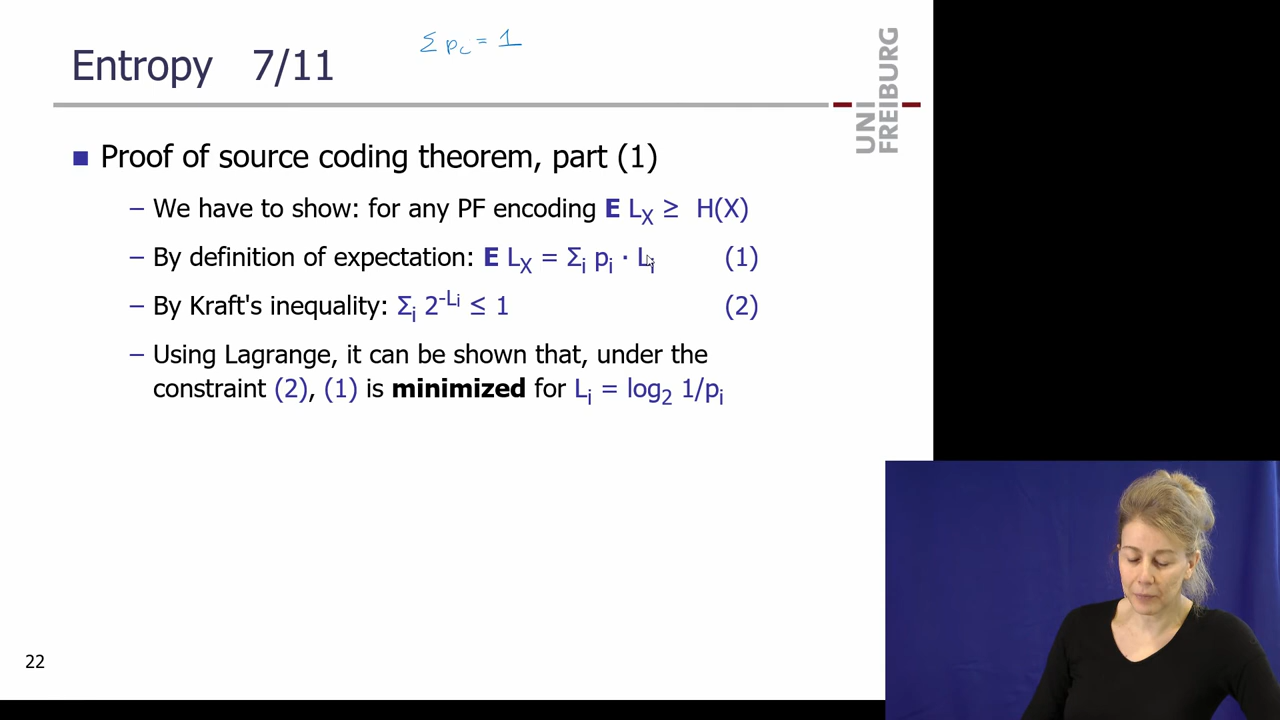 Σ pᵢ = 1
Entropy 7/11
UNI
FREIBURG
Proof of source coding theorem, part (1)
– We have to show: for any PF encoding E L_X ≥ H(X)
– By definition of expectation: E L_X = Σ_i p_i · L_i (1)
– By Kraft's inequality: Σ_i 2^{-L_i} ≤ 1 (2)
– Using Lagrange, it can be shown that, under the
constraint (2), (1) is minimized for L_i = log_2 1/p_i
22